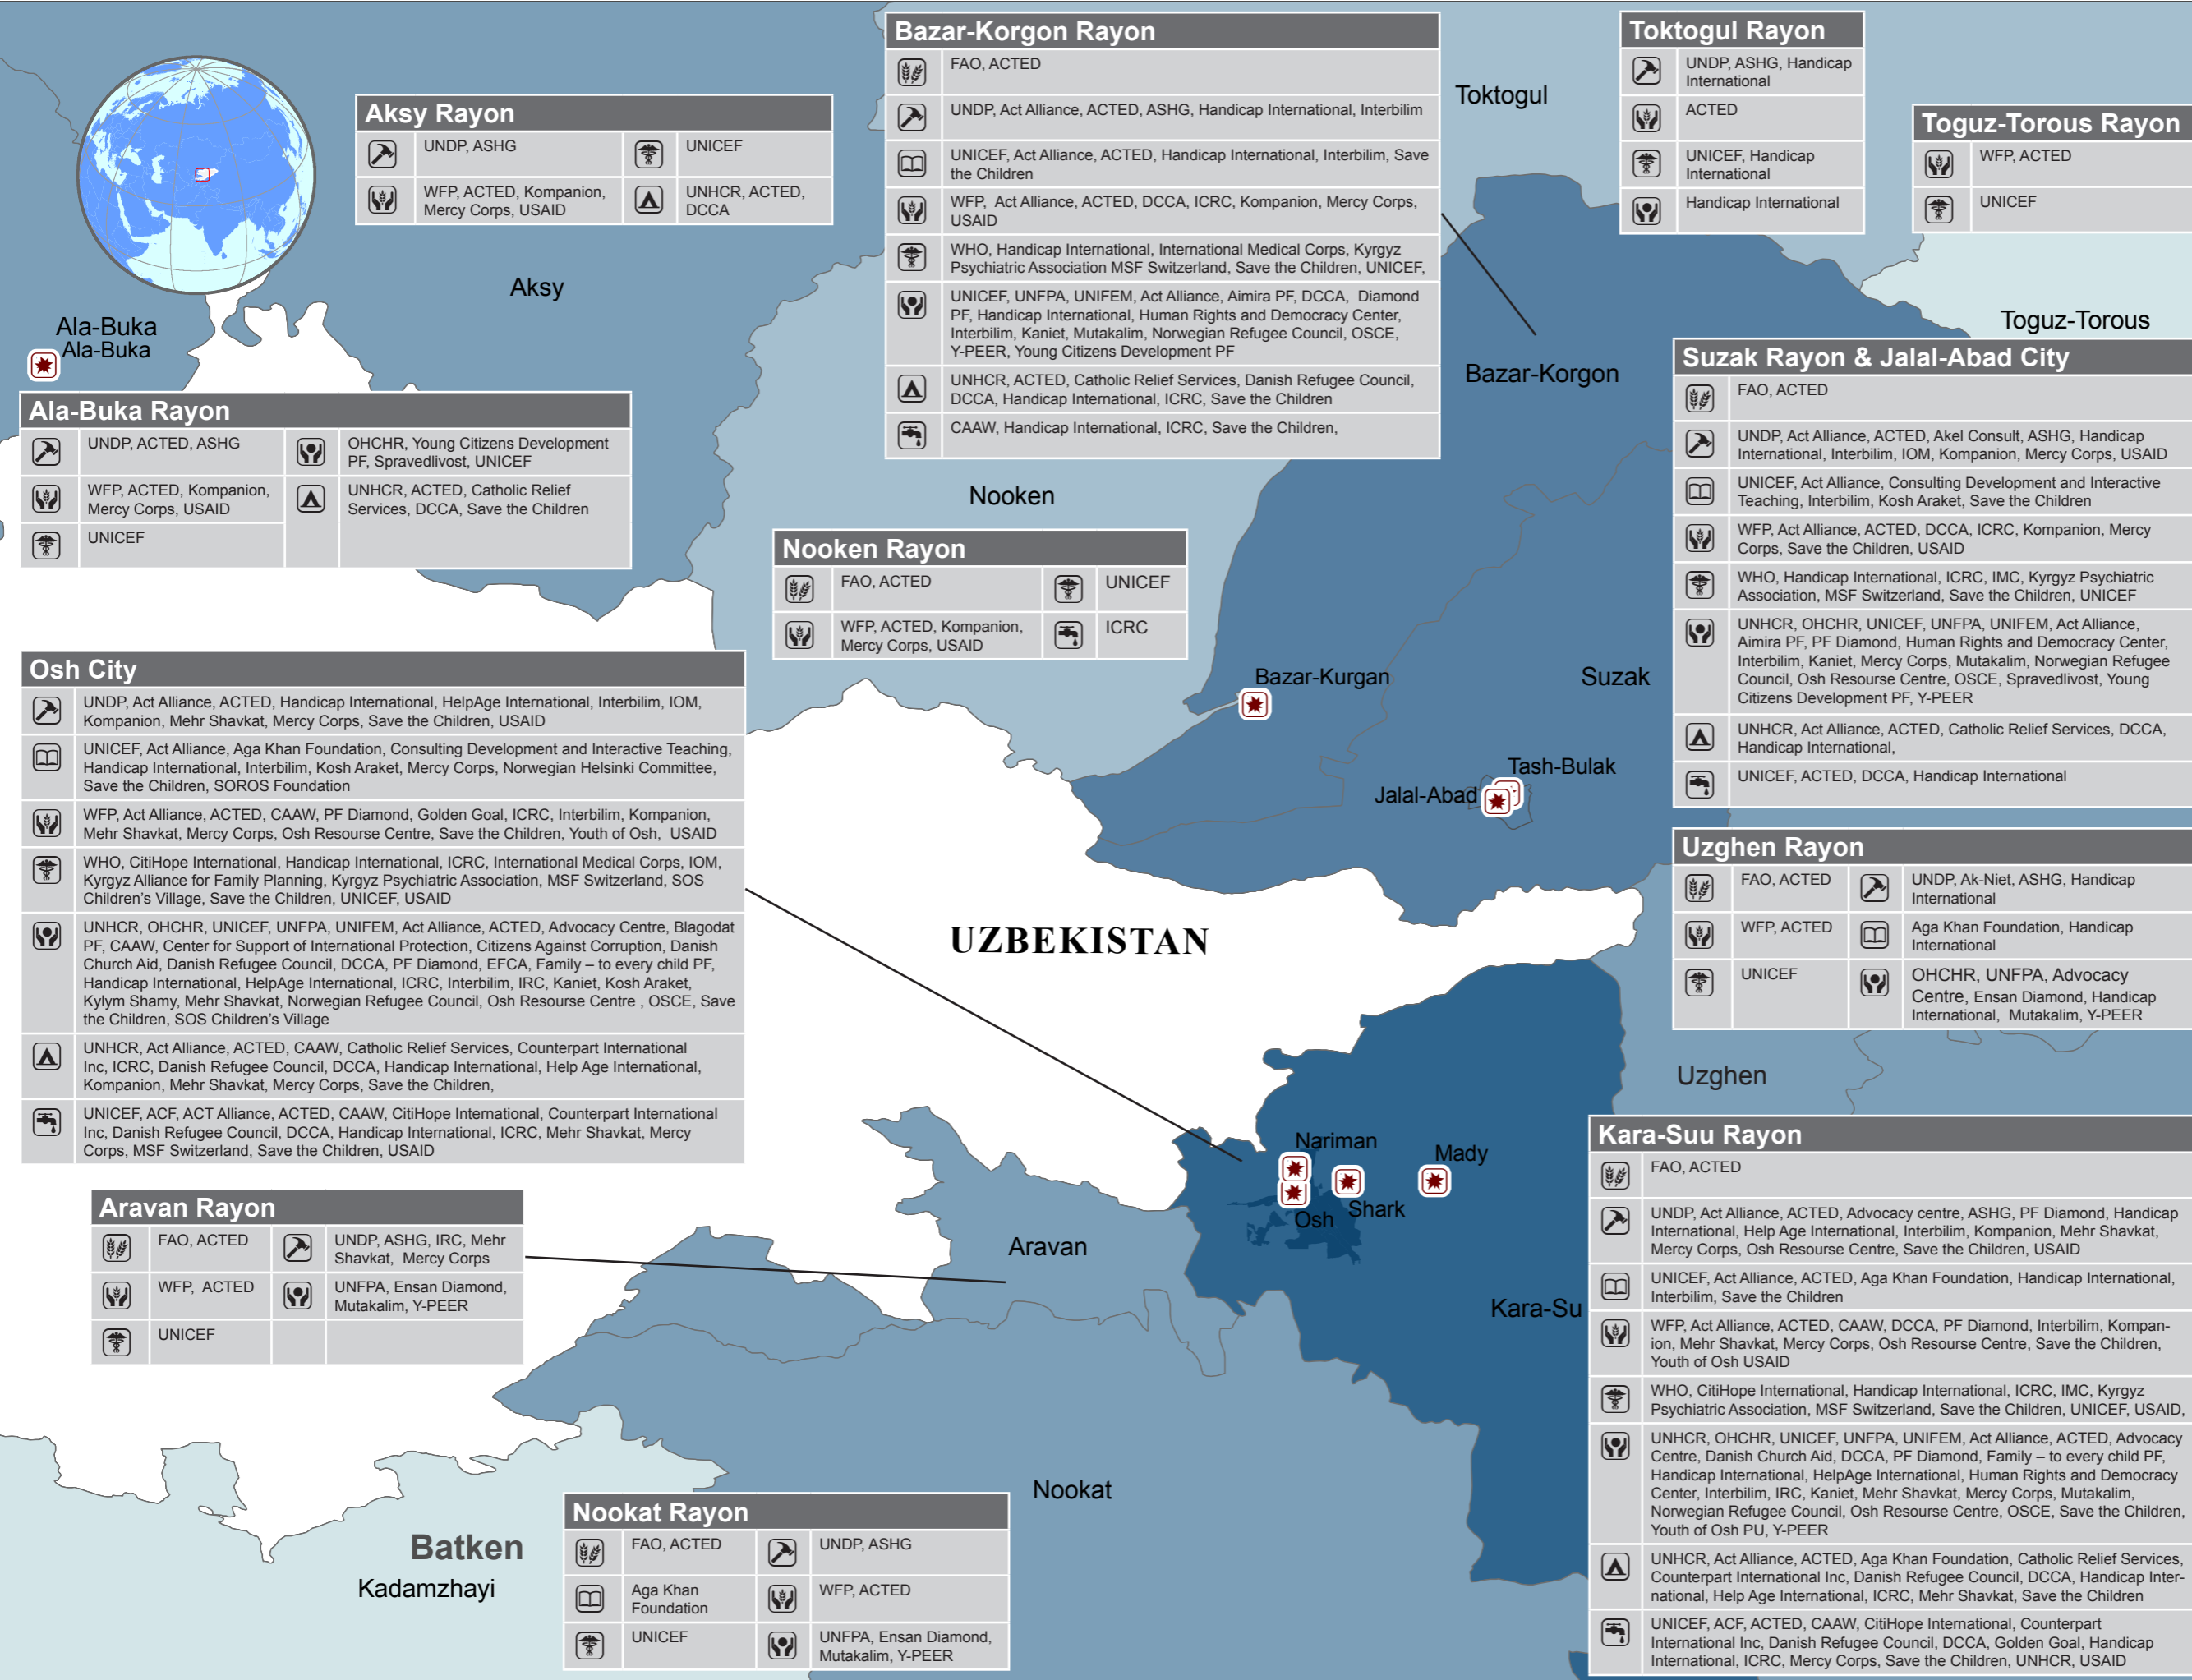 Bazar-Korgon Rayon
FAO, ACTED
UNDP, Act Alliance, ACTED, ASHG, Handicap International, Interbilim
UNICEF, Act Alliance, ACTED, Handicap International, Interbilim, Save
the Children
WFP,  Act Alliance, ACTED, DCCA, ICRC, Kompanion, Mercy Corps,
USAID
WHO, Handicap International, International Medical Corps, Kyrgyz
Psychiatric Association MSF Switzerland, Save the Children, UNICEF,
UNICEF, UNFPA, UNIFEM, Act Alliance, Aimira PF, DCCA,  Diamond
PF, Handicap International, Human Rights and Democracy Center,
Interbilim, Kaniet, Mutakalim, Norwegian Refugee Council, OSCE,
Y-PEER, Young Citizens Development PF
UNHCR, ACTED, Catholic Relief Services, Danish Refugee Council,
DCCA, Handicap International, ICRC, Save the Children
CAAW, Handicap International, ICRC, Save the Children,
Toktogul Rayon
UNDP, ASHG, Handicap
International
ACTED
UNICEF, Handicap
International
Handicap International
Toktogul
Aksy Rayon
UNDP, ASHG
UNICEF
WFP, ACTED, Kompanion,
Mercy Corps, USAID
UNHCR, ACTED,
DCCA
Toguz-Torous Rayon
WFP, ACTED
UNICEF
Aksy
Toguz-Torous
Ala-Buka
Ala-Buka
Bazar-Korgon
Ala-Buka Rayon
UNDP, ACTED, ASHG
OHCHR, Young Citizens Development
PF, Spravedlivost, UNICEF
WFP, ACTED, Kompanion,
Mercy Corps, USAID
UNHCR, ACTED, Catholic Relief
Services, DCCA, Save the Children
UNICEF
Suzak Rayon & Jalal-Abad City
FAO, ACTED
UNDP, Act Alliance, ACTED, Akel Consult, ASHG, Handicap
International, Interbilim, IOM, Kompanion, Mercy Corps, USAID
UNICEF, Act Alliance, Consulting Development and Interactive
Teaching, Interbilim, Kosh Araket, Save the Children
WFP, Act Alliance, ACTED, DCCA, ICRC, Kompanion, Mercy
Corps, Save the Children, USAID
WHO, Handicap International, ICRC, IMC, Kyrgyz Psychiatric
Association, MSF Switzerland, Save the Children, UNICEF
UNHCR, OHCHR, UNICEF, UNFPA, UNIFEM, Act Alliance,
Aimira PF, PF Diamond, Human Rights and Democracy Center,
Interbilim, Kaniet, Mercy Corps, Mutakalim, Norwegian Refugee
Council, Osh Resourse Centre, OSCE, Spravedlivost, Young
Citizens Development PF, Y-PEER
UNHCR, Act Alliance, ACTED, Catholic Relief Services, DCCA,
Handicap International,
UNICEF, ACTED, DCCA, Handicap International
Nooken
Nooken Rayon
FAO, ACTED
UNICEF
WFP, ACTED, Kompanion,
Mercy Corps, USAID
ICRC
Bazar-Kurgan
Suzak
Tash-Bulak
Jalal-Abad
Osh City
UNDP, Act Alliance, ACTED, Handicap International, HelpAge International, Interbilim, IOM,
Kompanion, Mehr Shavkat, Mercy Corps, Save the Children, USAID
UNICEF, Act Alliance, Aga Khan Foundation, Consulting Development and Interactive Teaching,
Handicap International, Interbilim, Kosh Araket, Mercy Corps, Norwegian Helsinki Committee,
Save the Children, SOROS Foundation
WFP, Act Alliance, ACTED, CAAW, PF Diamond, Golden Goal, ICRC, Interbilim, Kompanion,
Mehr Shavkat, Mercy Corps, Osh Resourse Centre, Save the Children, Youth of Osh,  USAID
WHO, CitiHope International, Handicap International, ICRC, International Medical Corps, IOM,
Kyrgyz Alliance for Family Planning, Kyrgyz Psychiatric Association, MSF Switzerland, SOS
Children's Village, Save the Children, UNICEF, USAID
UNHCR, OHCHR, UNICEF, UNFPA, UNIFEM, Act Alliance, ACTED, Advocacy Centre, Blagodat
PF, CAAW, Center for Support of International Protection, Citizens Against Corruption, Danish
Church Aid, Danish Refugee Council, DCCA, PF Diamond, EFCA, Family – to every child PF,
Handicap International, HelpAge International, ICRC, Interbilim, IRC, Kaniet, Kosh Araket,
Kylym Shamy, Mehr Shavkat, Norwegian Refugee Council, Osh Resourse Centre , OSCE, Save
the Children, SOS Children's Village
UNHCR, Act Alliance, ACTED, CAAW, Catholic Relief Services, Counterpart International
Inc, ICRC, Danish Refugee Council, DCCA, Handicap International, Help Age International,
Kompanion, Mehr Shavkat, Mercy Corps, Save the Children,
UNICEF, ACF, ACT Alliance, ACTED, CAAW, CitiHope International, Counterpart International
Inc, Danish Refugee Council, DCCA, Handicap International, ICRC, Mehr Shavkat, Mercy
Corps, MSF Switzerland, Save the Children, USAID
UZBEKISTAN
Uzghen Rayon
FAO, ACTED
UNDP, Ak-Niet, ASHG, Handicap
International
WFP, ACTED
Aga Khan Foundation, Handicap
International
UNICEF
OHCHR, UNFPA, Advocacy
Centre, Ensan Diamond, Handicap
International,  Mutakalim, Y-PEER
Uzghen
Nariman
Mady
Shark
Osh
Aravan
Kara-Su
Aravan Rayon
FAO, ACTED
UNDP, ASHG, IRC, Mehr
Shavkat,  Mercy Corps
WFP,  ACTED
UNFPA, Ensan Diamond,
Mutakalim, Y-PEER
UNICEF
Kara-Suu Rayon
FAO, ACTED
UNDP, Act Alliance, ACTED, Advocacy centre, ASHG, PF Diamond, Handicap
International, Help Age International, Interbilim, Kompanion, Mehr Shavkat,
Mercy Corps, Osh Resourse Centre, Save the Children, USAID
UNICEF, Act Alliance, ACTED, Aga Khan Foundation, Handicap International,
Interbilim, Save the Children
WFP, Act Alliance, ACTED, CAAW, DCCA, PF Diamond, Interbilim, Kompan-
ion, Mehr Shavkat, Mercy Corps, Osh Resourse Centre, Save the Children,
Youth of Osh USAID
WHO, CitiHope International, Handicap International, ICRC, IMC, Kyrgyz
Psychiatric Association, MSF Switzerland, Save the Children, UNICEF, USAID,
UNHCR, OHCHR, UNICEF, UNFPA, UNIFEM, Act Alliance, ACTED, Advocacy
Centre, Danish Church Aid, DCCA, PF Diamond, Family – to every child PF,
Handicap International, HelpAge International, Human Rights and Democracy
Center, Interbilim, IRC, Kaniet, Mehr Shavkat, Mercy Corps, Mutakalim,
Norwegian Refugee Council, Osh Resourse Centre, OSCE, Save the Children,
Youth of Osh PU, Y-PEER
UNHCR, Act Alliance, ACTED, Aga Khan Foundation, Catholic Relief Services,
Counterpart International Inc, Danish Refugee Council, DCCA, Handicap Inter-
national, Help Age International, ICRC, Mehr Shavkat, Save the Children
UNICEF, ACF, ACTED, CAAW, CitiHope International, Counterpart
International Inc, Danish Refugee Council, DCCA, Golden Goal, Handicap
International, ICRC, Mercy Corps, Save the Children, UNHCR, USAID
Nookat
Batken
Kadamzhayi
Nookat Rayon
FAO, ACTED
UNDP, ASHG
Aga Khan
Foundation
WFP, ACTED
UNICEF
UNFPA, Ensan Diamond,
Mutakalim, Y-PEER